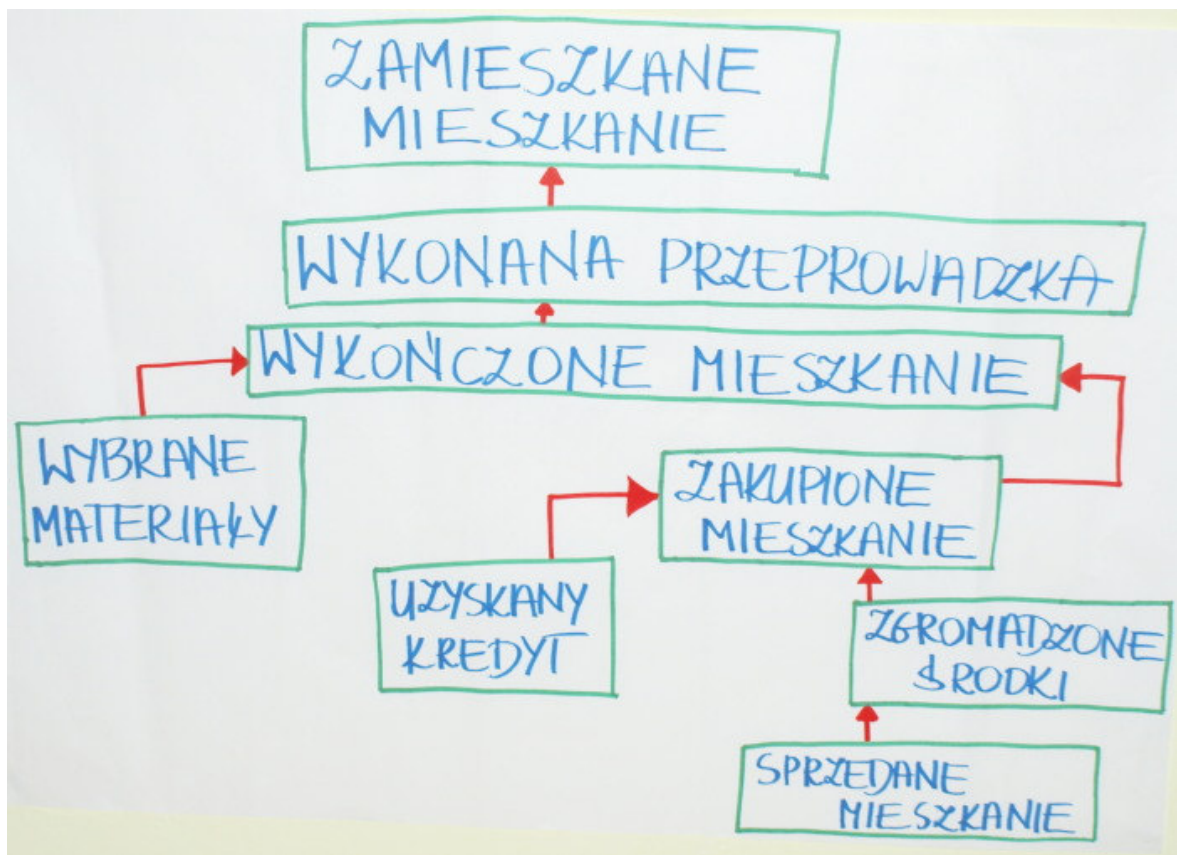 ZAMIESZKANE
MIESZKANIE
WYKONANA PRZEPROWADZKA
WYKOŃCZONE MIESZKANIE
WYBRANE
MATERIAŁY
ZAKUPIONE
MIESZKANIE
UZYSKANY
KREDYT
ZGROMADZONE
ŚRODKI
SPRZEDANE
MIESZKANIE